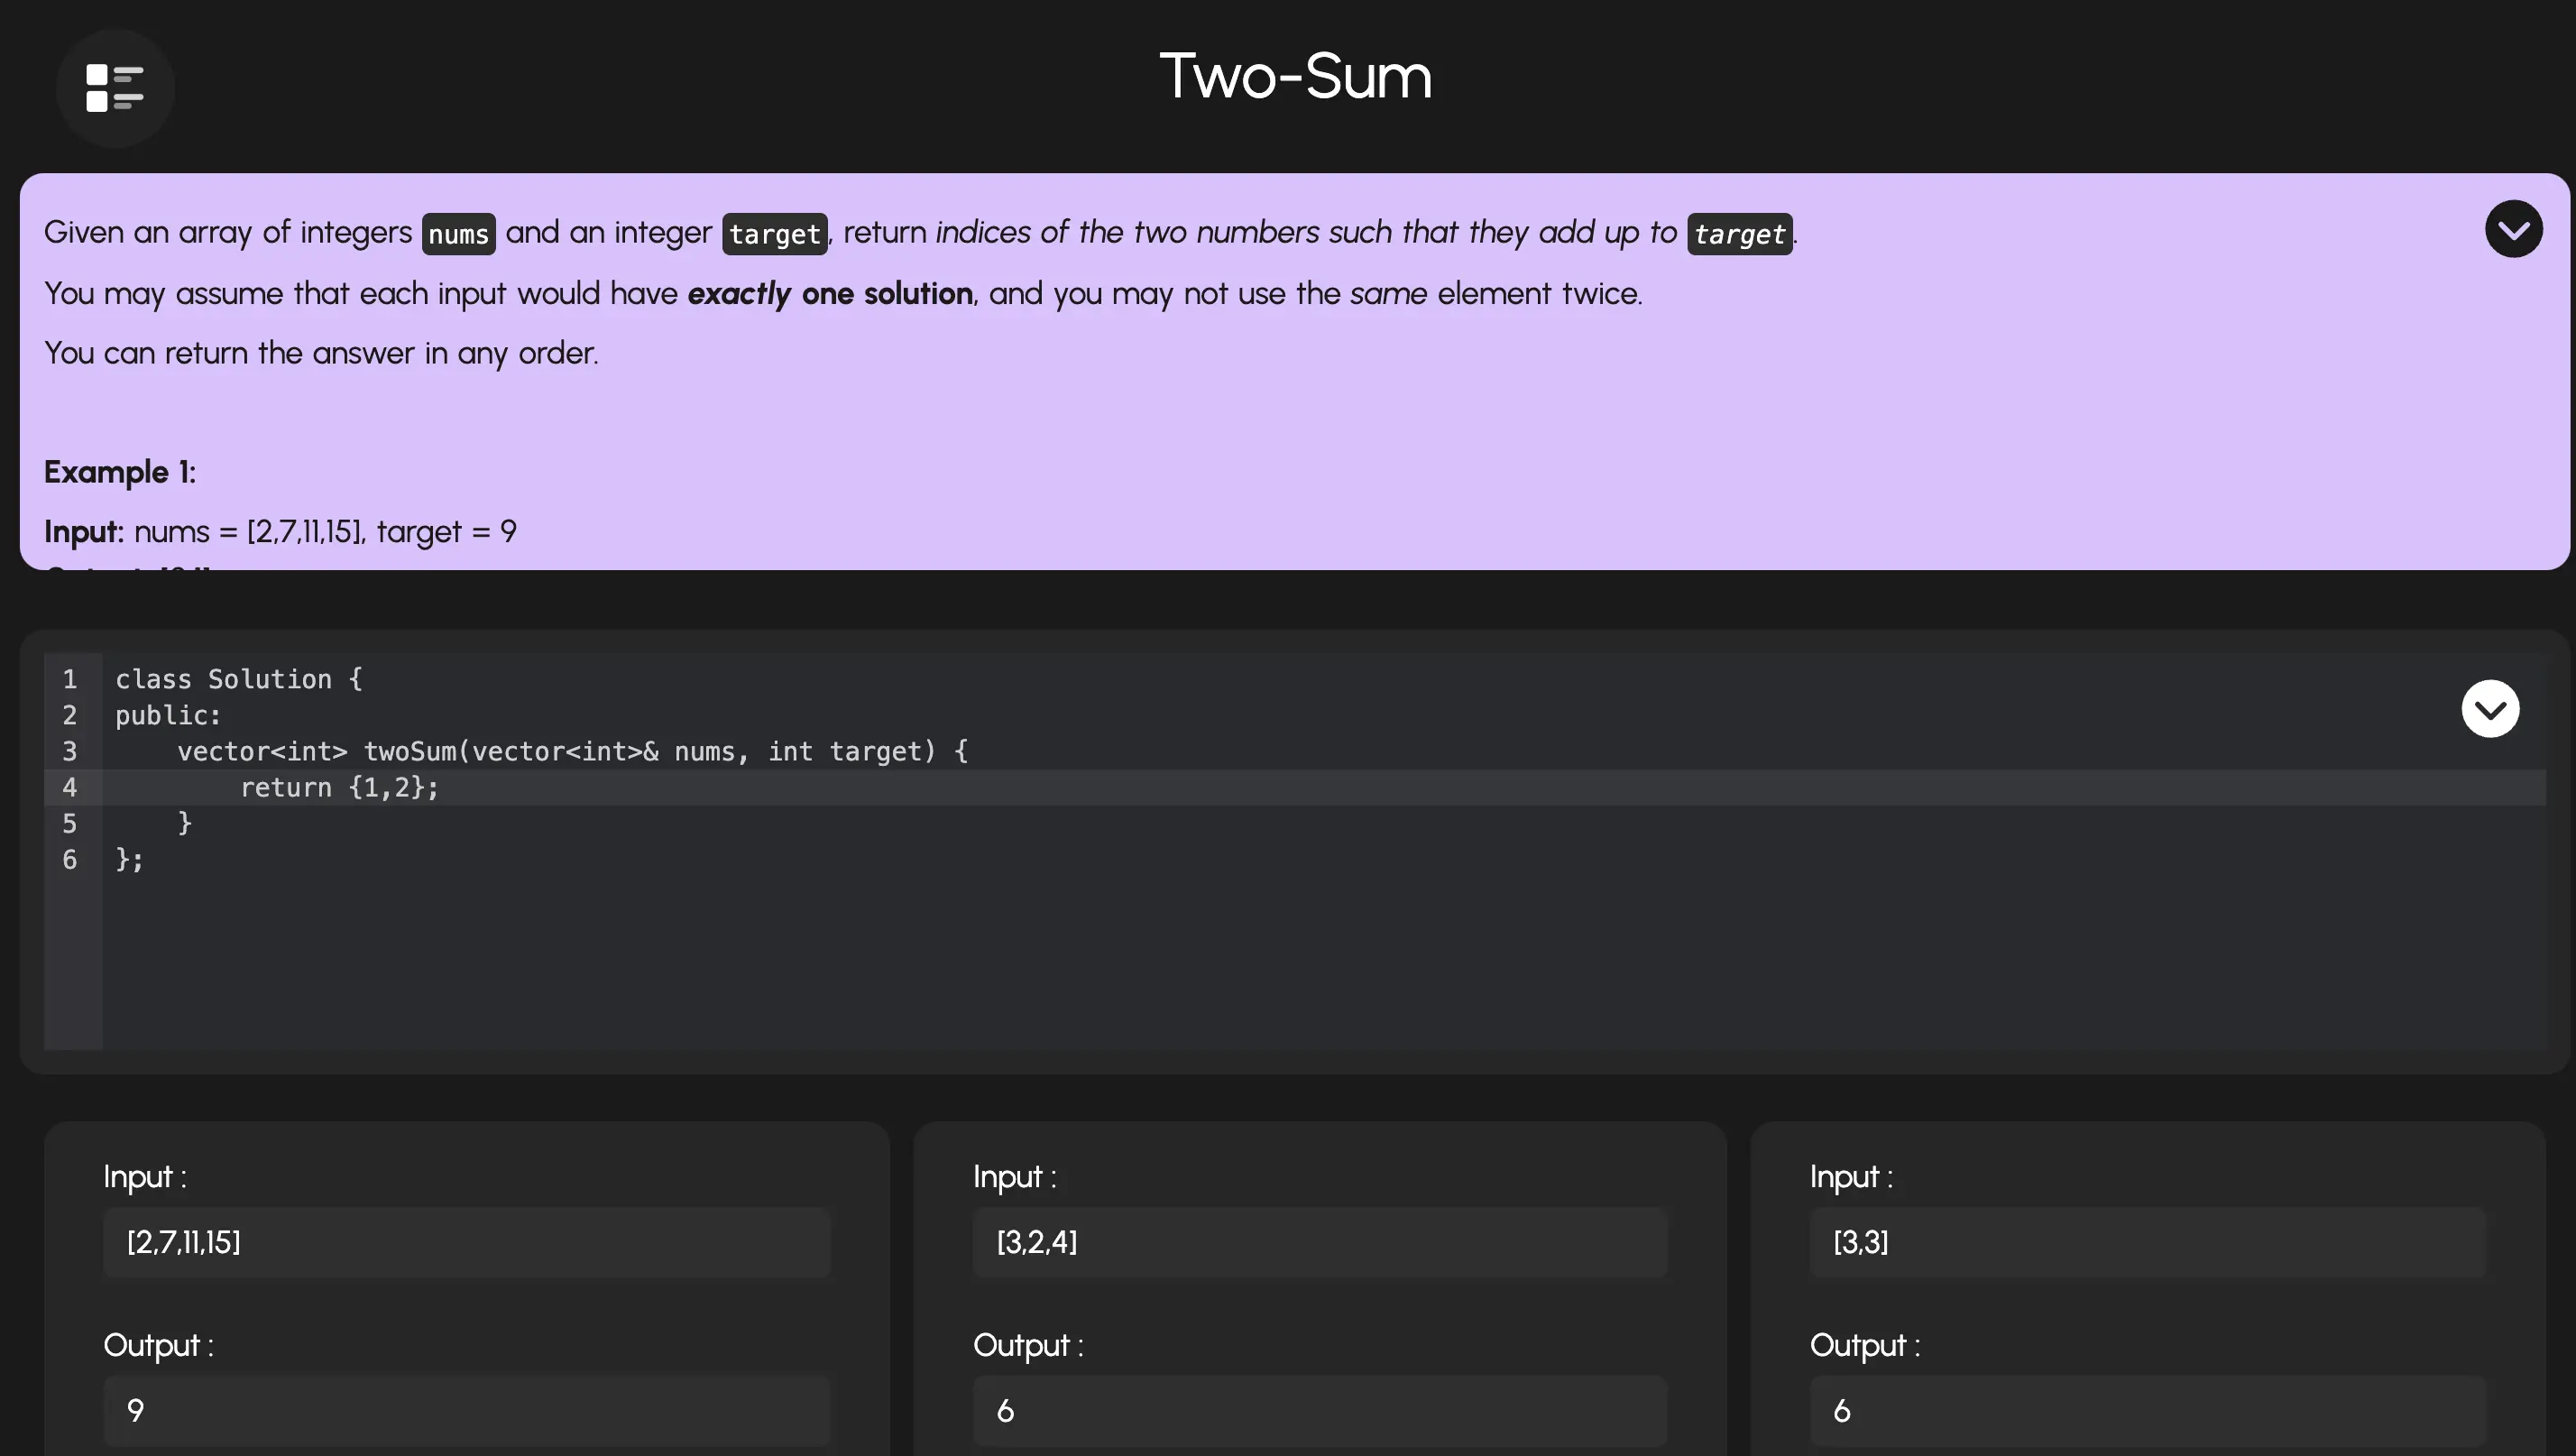 Two-Sum
Given an array of integers nums and an integer target, return indices of the two numbers such that they add up to target.
You may assume that each input would have exactly one solution, and you may not use the same element twice.
You can return the answer in any order.
Example 1:
Input: nums = [2,7,11,15], target = 9
1 class Solution {
2 public:
3     vector<int> twoSum(vector<int>& nums, int target) {
4         return {1,2};
5     }
6 };
Input :
[2,7,11,15]
Output :
9
Input :
[3,2,4]
Output :
6
Input :
[3,3]
Output :
6